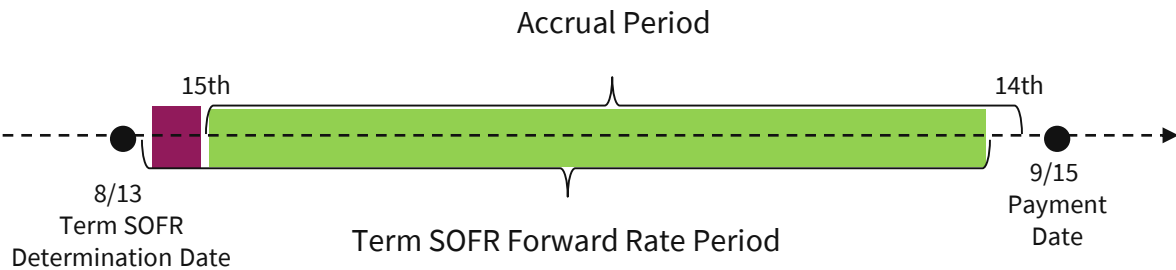 Accrual Period
15th
14th
8/13
Term SOFR
Determination Date
Term SOFR Forward Rate Period
9/15
Payment
Date